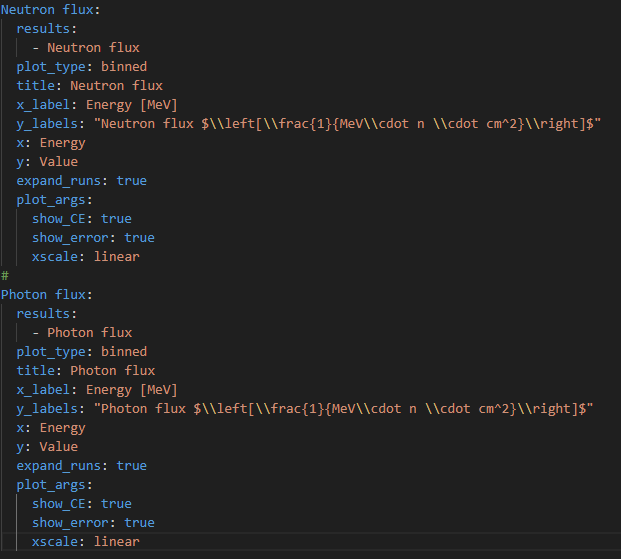 Neutron flux:
  results:
    - Neutron flux
  plot_type: binned
  title: Neutron flux
  x_label: Energy [MeV]
  y_labels: "Neutron flux $\\left[\\frac{1}{MeV\\cdot n \\cdot cm^2}\\right]$"
  x: Energy
  y: Value
  expand_runs: true
  plot_args:
    show_CE: true
    show_error: true
    xscale: linear
#
Photon flux:
  results:
    - Photon flux
  plot_type: binned
  title: Photon flux
  x_label: Energy [MeV]
  y_labels: "Photon flux $\\left[\\frac{1}{MeV\\cdot n \\cdot cm^2}\\right]$"
  x: Energy
  y: Value
  expand_runs: true
  plot_args:
    show_CE: true
    show_error: true
    xscale: linear